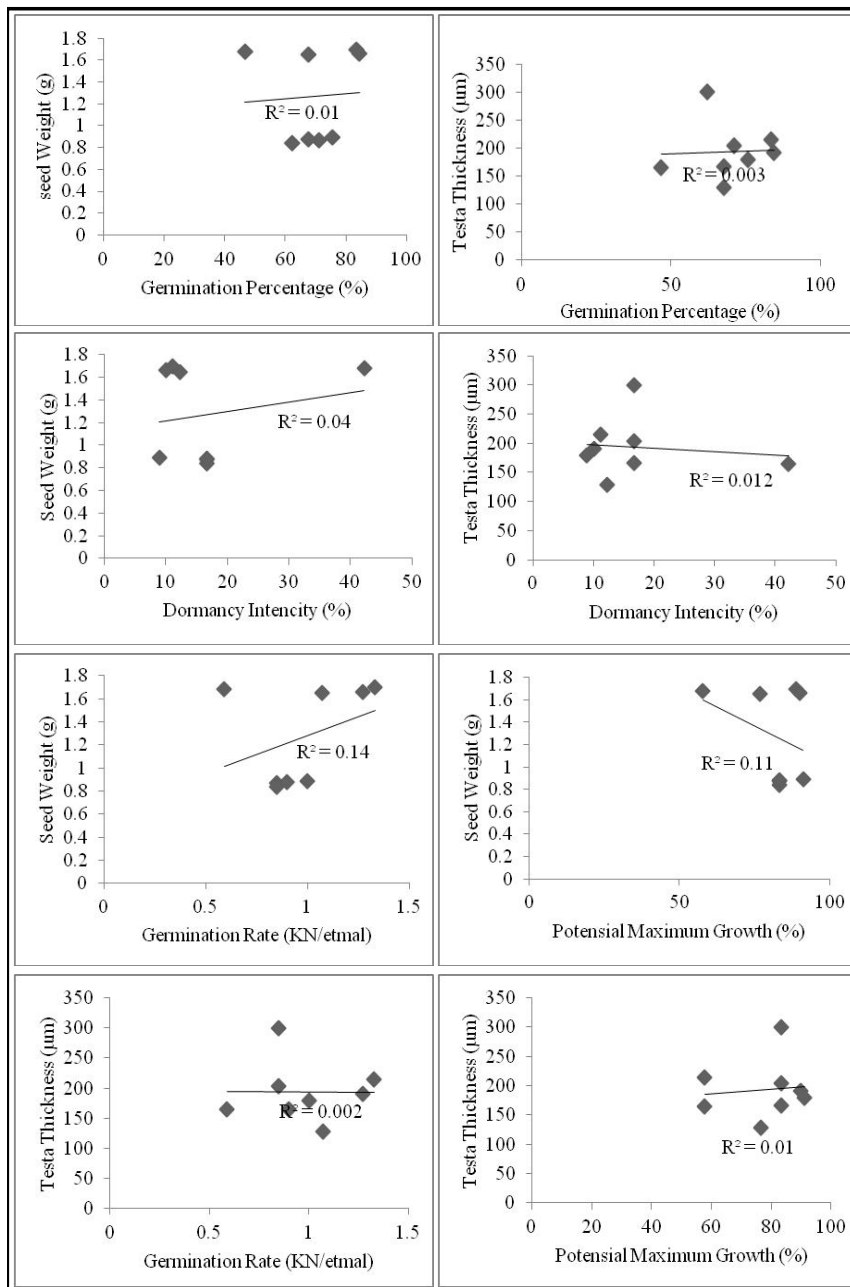 seed Weight (g)
1.8
1.6
1.4
1.2
1
0.8
0.6
0.4
0.2
0
R² = 0.01
0 20 40 60 80 100
Germination Percentage (%)
Testa Thickness (µm)
350
300
250
200
150
100
50
0
R² = 0.003
0 50 100
Germination Percentage (%)
Seed Weight (g)
1.8
1.6
1.4
1.2
1
0.8
0.6
0.4
0.2
0
R² = 0.04
0 10 20 30 40 50
Dormancy Intencity (%)
Testa Thickness (µm)
350
300
250
200
150
100
50
0
R² = 0.012
0 10 20 30 40 50
Dormancy Intencity (%)
Seed Weight (g)
1.8
1.6
1.4
1.2
1
0.8
0.6
0.4
0.2
0
R² = 0.14
0 0.5 1 1.5
Germination Rate (KN/etmal)
Seed Weight (g)
1.8
1.6
1.4
1.2
1
0.8
0.6
0.4
0.2
0
R² = 0.11
0 50 100
Potensial Maximum Growth (%)
Testa Thickness (µm)
350
300
250
200
150
100
50
0
R² = 0.002
0 0.5 1 1.5
Germination Rate (KN/etmal)
Testa Thickness (µm)
350
300
250
200
150
100
50
0
R² = 0.01
0 20 40 60 80 100
Potensial Maximum Growth (%)